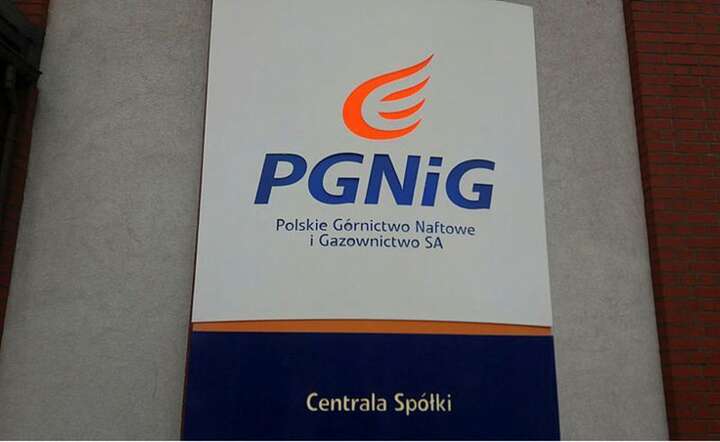 PGNiG
Polskie Górnictwo Naftowe
i Gazownictwo SA
Centrala Spółki